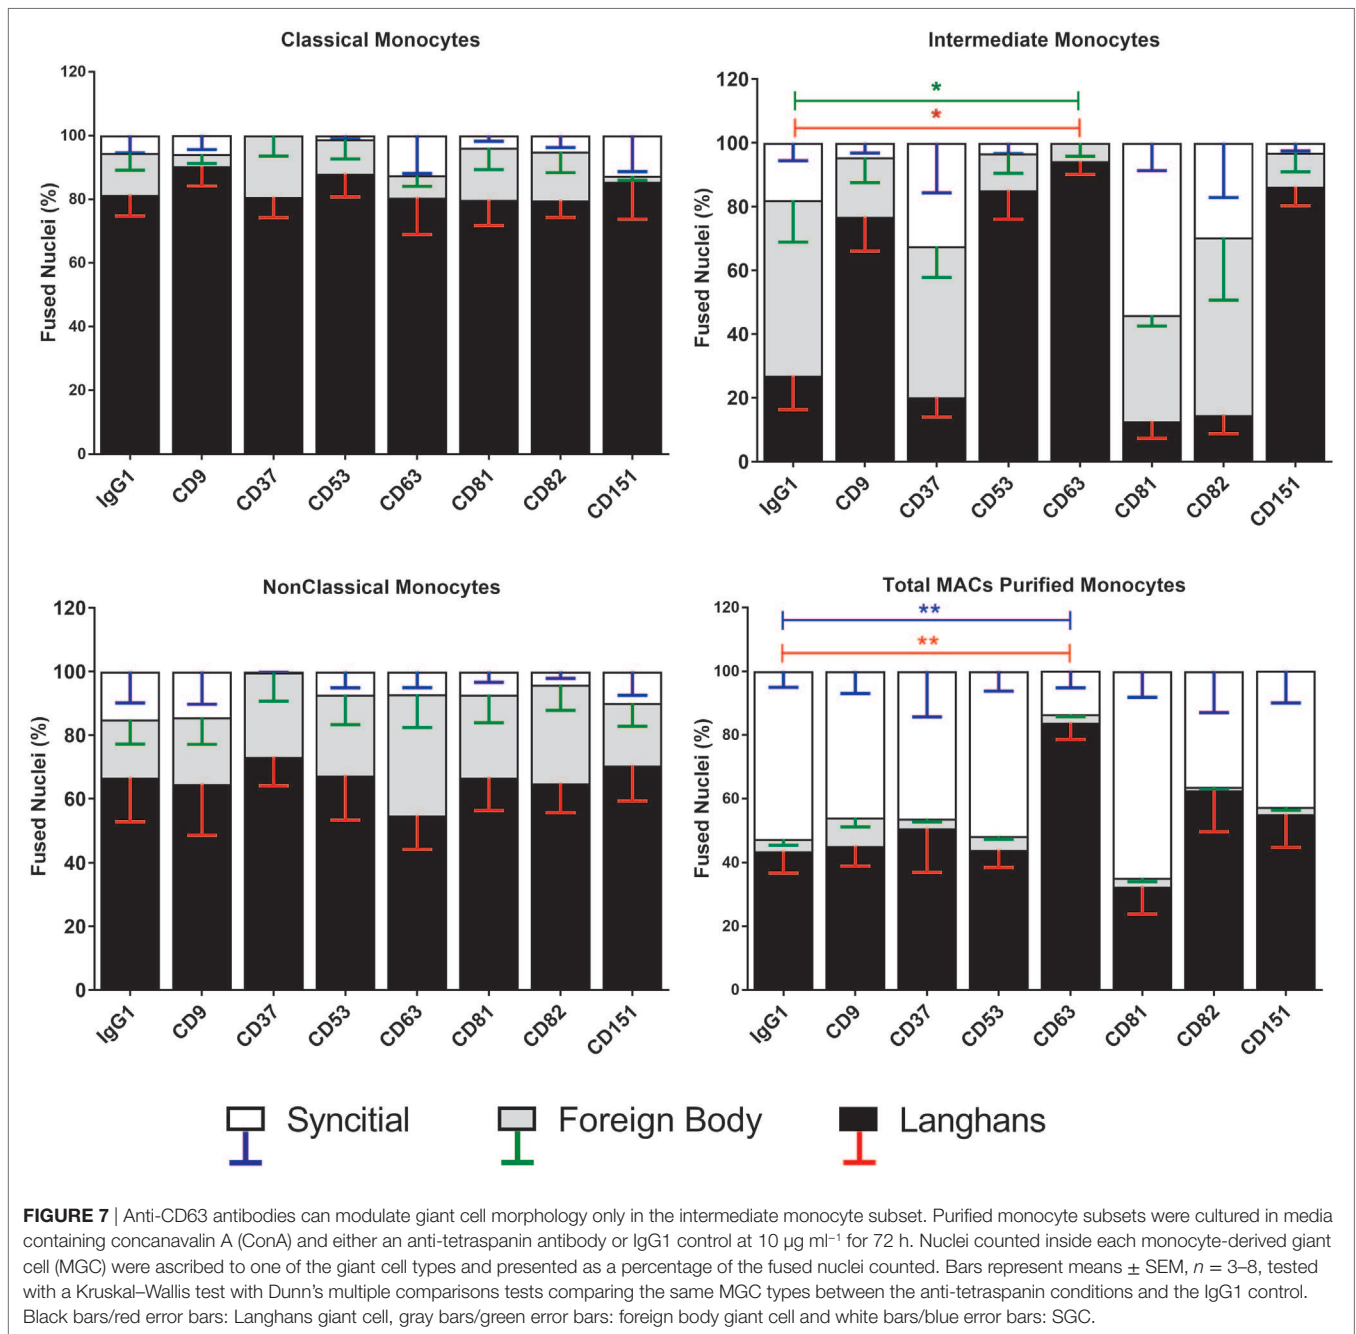 Classical Monocytes
120
100
80
60
40
20
0
Fused Nuclei (%)
IgG1
CD9
CD37
CD53
CD63
CD81
CD82
CD151
Intermediate Monocytes
120
100
80
60
40
20
0
Fused Nuclei (%)
*
*
IgG1
CD9
CD37
CD53
CD63
CD81
CD82
CD151
NonClassical Monocytes
120
100
80
60
40
20
0
Fused Nuclei (%)
IgG1
CD9
CD37
CD53
CD63
CD81
CD82
CD151
Total MACs Purified Monocytes
120
100
80
60
40
20
0
Fused Nuclei (%)
**
**
IgG1
CD9
CD37
CD53
CD63
CD81
CD82
CD151
Syncitial
Foreign Body
Langhans
FIGURE 7 | Anti-CD63 antibodies can modulate giant cell morphology only in the intermediate monocyte subset. Purified monocyte subsets were cultured in media
containing concanavalin A (ConA) and either an anti-tetraspanin antibody or IgG1 control at 10 µg ml⁻¹ for 72 h. Nuclei counted inside each monocyte-derived giant
cell (MGC) were ascribed to one of the giant cell types and presented as a percentage of the fused nuclei counted. Bars represent means ± SEM, n = 3–8, tested
with a Kruskal–Wallis test with Dunn's multiple comparisons tests comparing the same MGC types between the anti-tetraspanin conditions and the IgG1 control.
Black bars/red error bars: Langhans giant cell, gray bars/green error bars: foreign body giant cell and white bars/blue error bars: SGC.